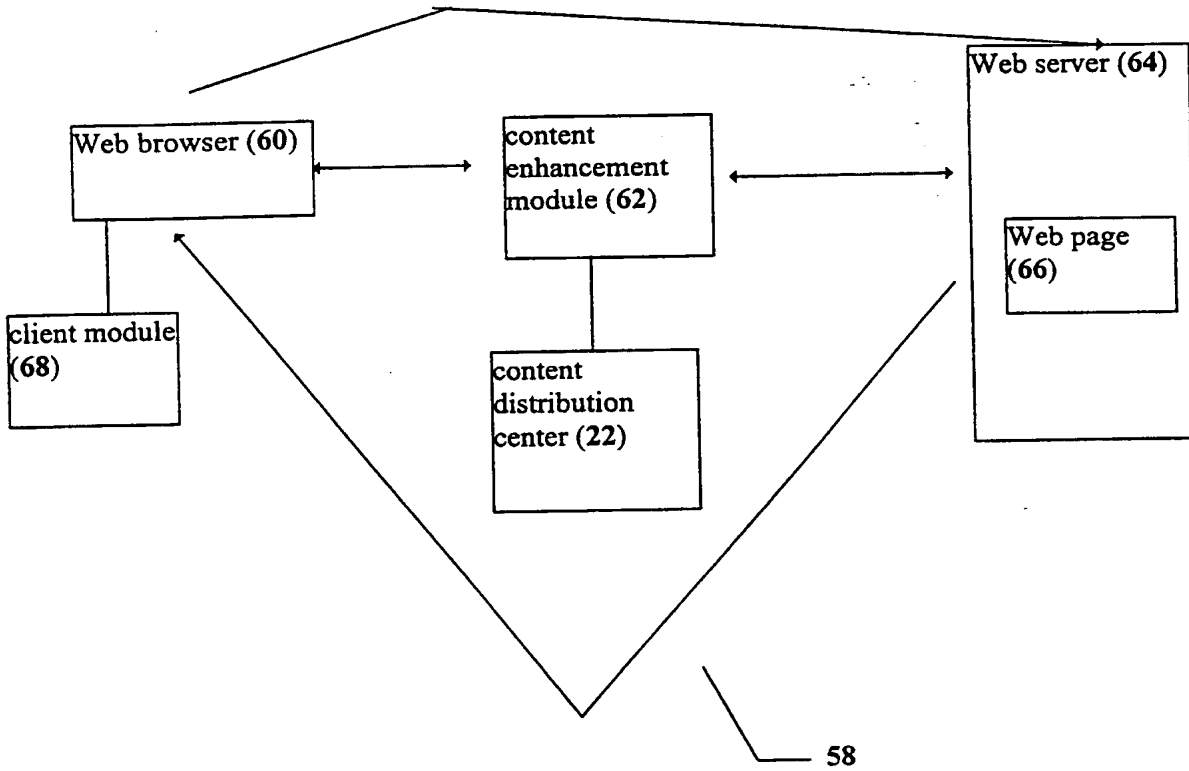 Web server (64)
Web browser (60)
content
enhancement
module (62)
Web page
(66)
client module
(68)
content
distribution
center (22)
58